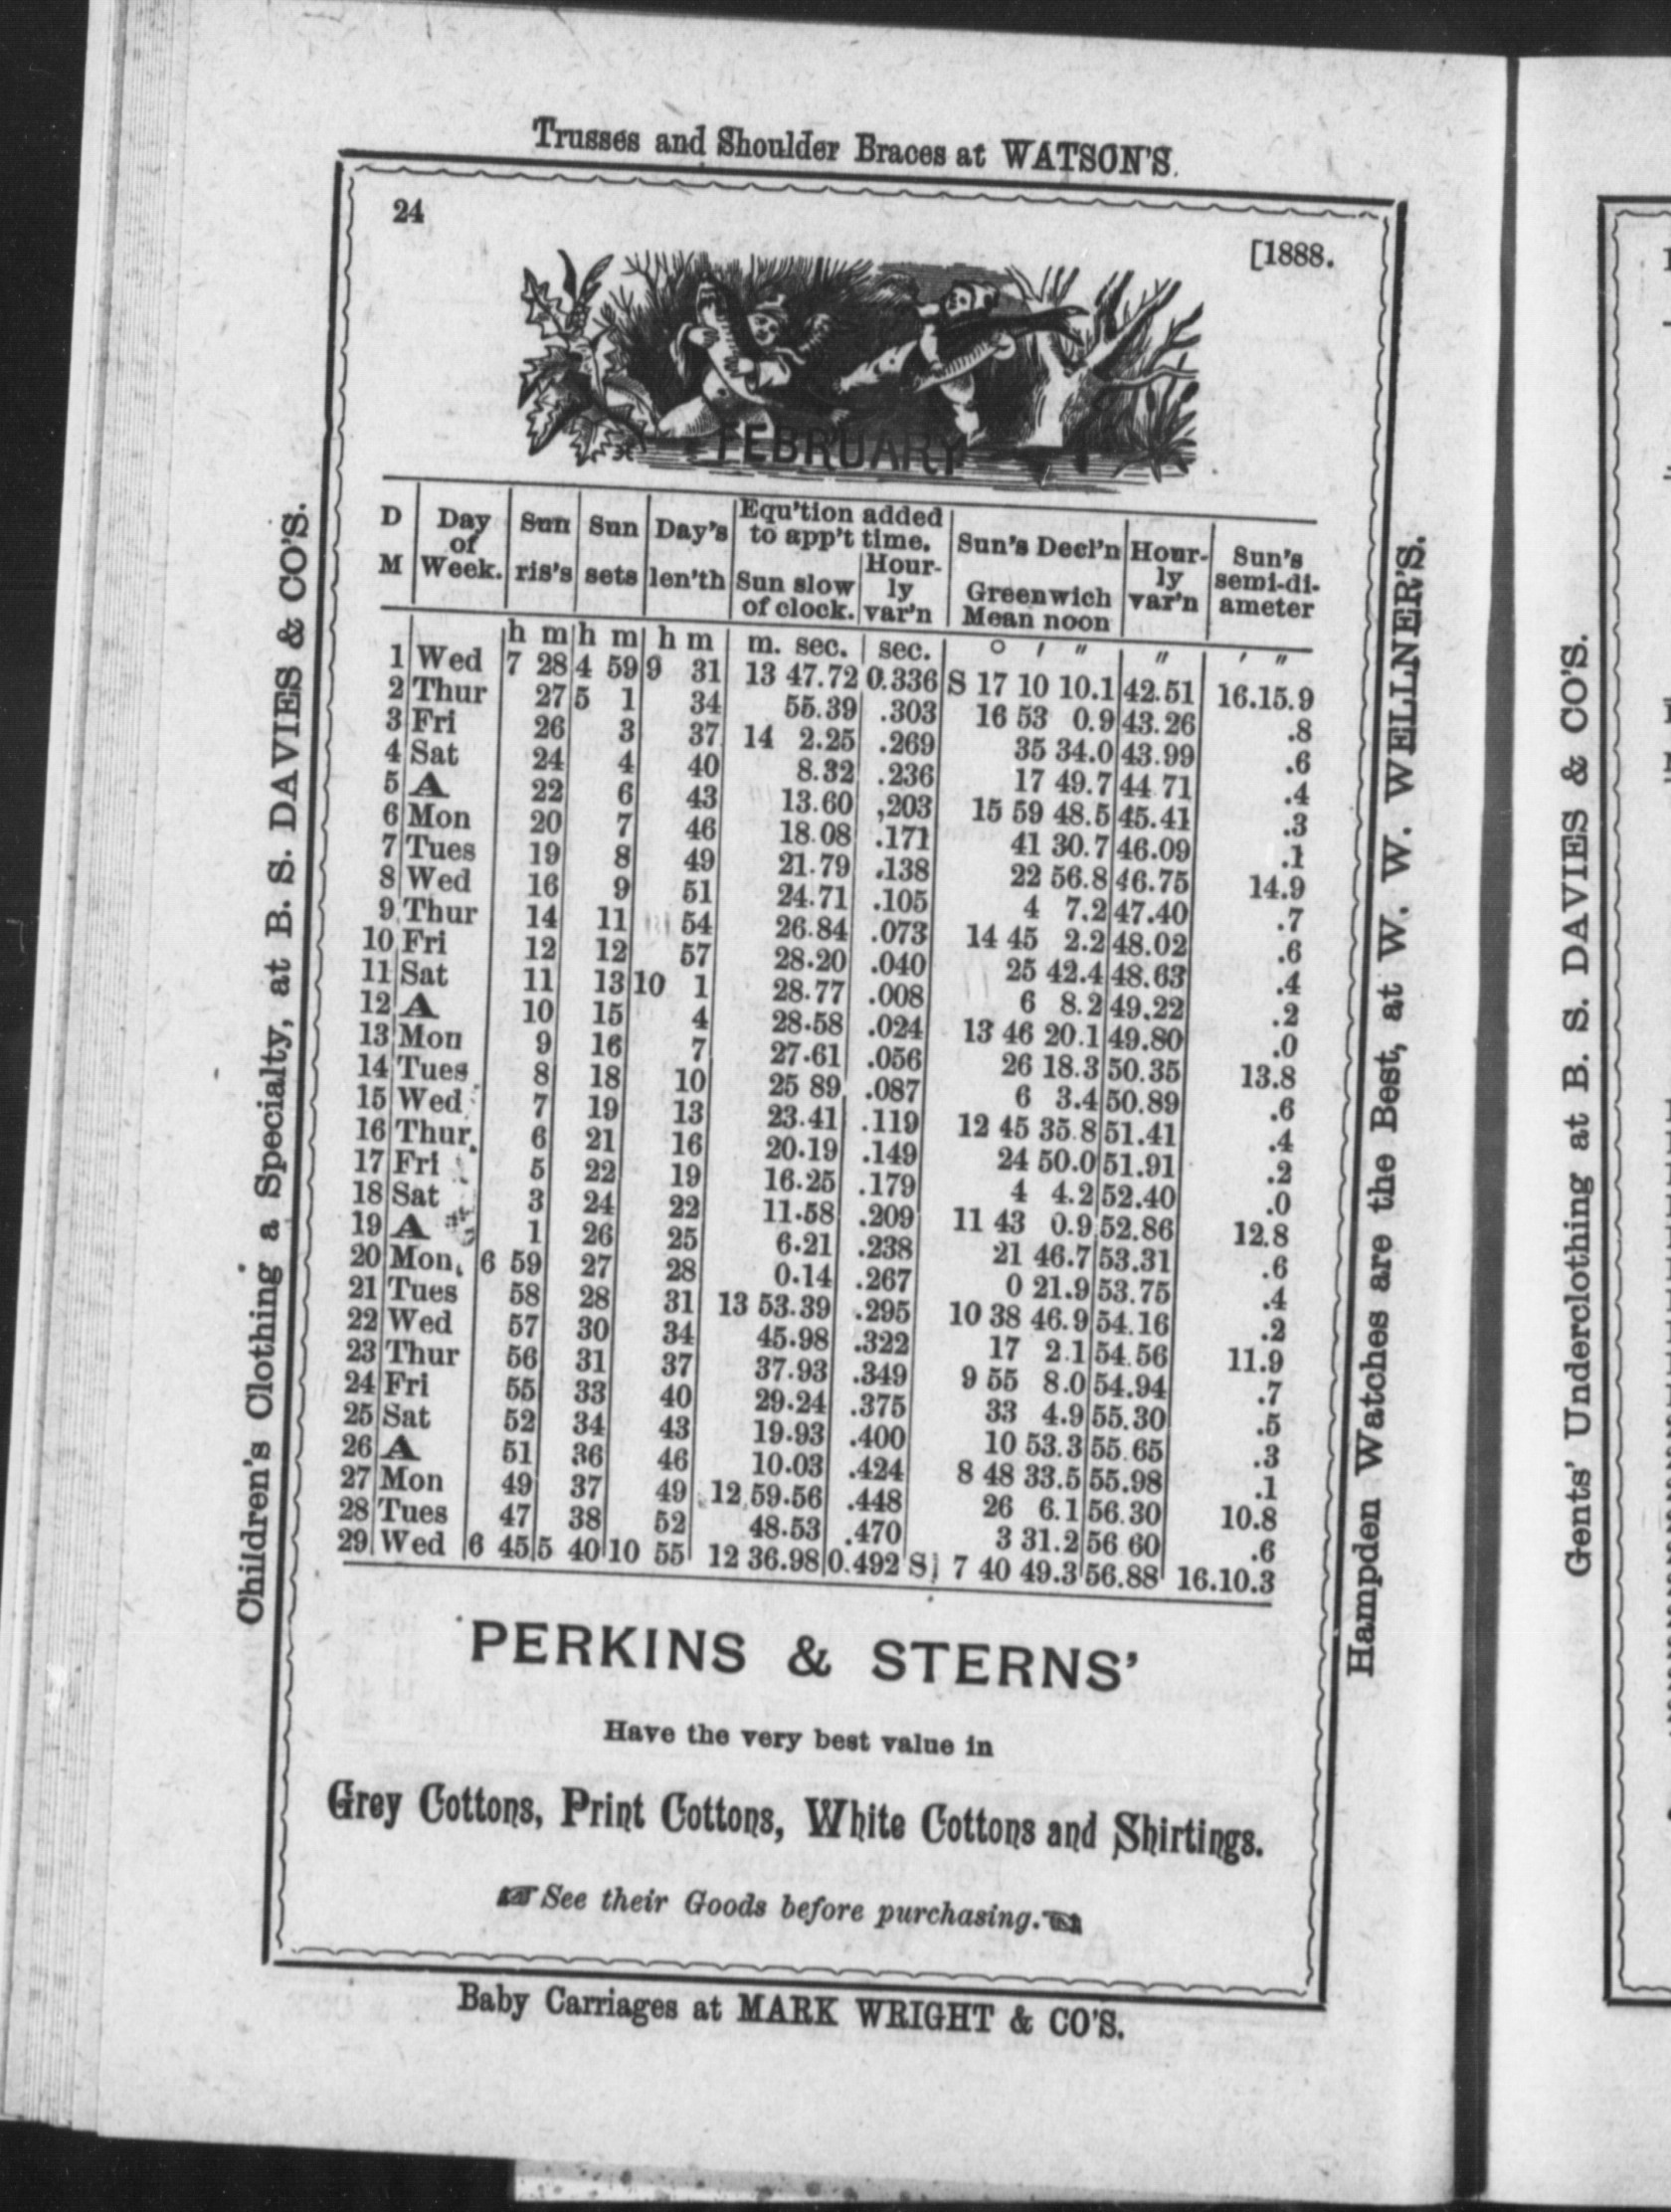 Trusses and Shoulder Braces at WATSON'S.
24
[1888.
FEBRUARY
D M | Day of Week. | Sun ris's | Sun sets | Day's len'th | Equ'tion added to app't time. Sun slow of clock. | Hour-ly var'n | Sun's Decl'n Greenwich Mean noon | Hour-ly var'n | Sun's semi-di-ameter
h m | h m | h m | m. sec. | sec. | ° ' " | " | ' "
1 Wed 7 28 4 59 9 31 13 47.72 0.336 S 17 10 10.1 42.51 16.15.9
2 Thur 27 5 1 34 55.39 .303 16 53 0.9 43.26 .8
3 Fri 26 3 37 14 2.25 .269 35 34.0 43.99 .6
4 Sat 24 4 40 8.32 .236 17 49.7 44 71 .4
5 A 22 6 43 13.60 ,203 15 59 48.5 45.41 .3
6 Mon 20 7 46 18.08 .171 41 30.7 46.09 .1
7 Tues 19 8 49 21.79 .138 22 56.8 46.75 14.9
8 Wed 16 9 51 24.71 .105 4 7.2 47.40 .7
9 Thur 14 11 54 26.84 .073 14 45 2.2 48.02 .6
10 Fri 12 12 57 28.20 .040 25 42.4 48.63 .4
11 Sat 11 13 10 1 28.77 .008 6 8.2 49.22 .2
12 A 10 15 4 28.58 .024 13 46 20.1 49.80 .0
13 Mon 9 16 7 27.61 .056 26 18.3 50.35 13.8
14 Tues 8 18 10 25 89 .087 6 3.4 50.89 .6
15 Wed 7 19 13 23.41 .119 12 45 35.8 51.41 .4
16 Thur. 6 21 16 20.19 .149 24 50.0 51.91 .2
17 Fri 5 22 19 16.25 .179 4 4.2 52.40 .0
18 Sat 3 24 22 11.58 .209 11 43 0.9 52.86 12.8
19 A 1 26 25 6.21 .238 21 46.7 53.31 .6
20 Mon. 6 59 27 28 0.14 .267 0 21.9 53.75 .4
21 Tues 58 28 31 13 53.39 .295 10 38 46.9 54.16 .2
22 Wed 57 30 34 45.98 .322 17 2.1 54.56 11.9
23 Thur 56 31 37 37.93 .349 9 55 8.0 54.94 .7
24 Fri 55 33 40 29.24 .375 33 4.9 55.30 .5
25 Sat 52 34 43 19.93 .400 10 53.3 55.65 .3
26 A 51 36 46 10.03 .424 8 48 33.5 55.98 .1
27 Mon 49 37 49 12 59.56 .448 26 6.1 56.30 10.8
28 Tues 47 38 52 48.53 .470 3 31.2 56 60 .6
29 Wed 6 45 5 40 10 55 12 36.98 0.492 S 7 40 49.3 56.88 16.10.3
PERKINS & STERNS'
Have the very best value in
Grey Cottons, Print Cottons, White Cottons and Shirtings.
See their Goods before purchasing.
Baby Carriages at MARK WRIGHT & CO'S.
Children's Clothing a Specialty, at B. S. DAVIES & CO'S.
Hampden Watches are the Best, at W. W. WELLNER'S.
Gents' Underclothing at B. S. DAVIES & CO'S.